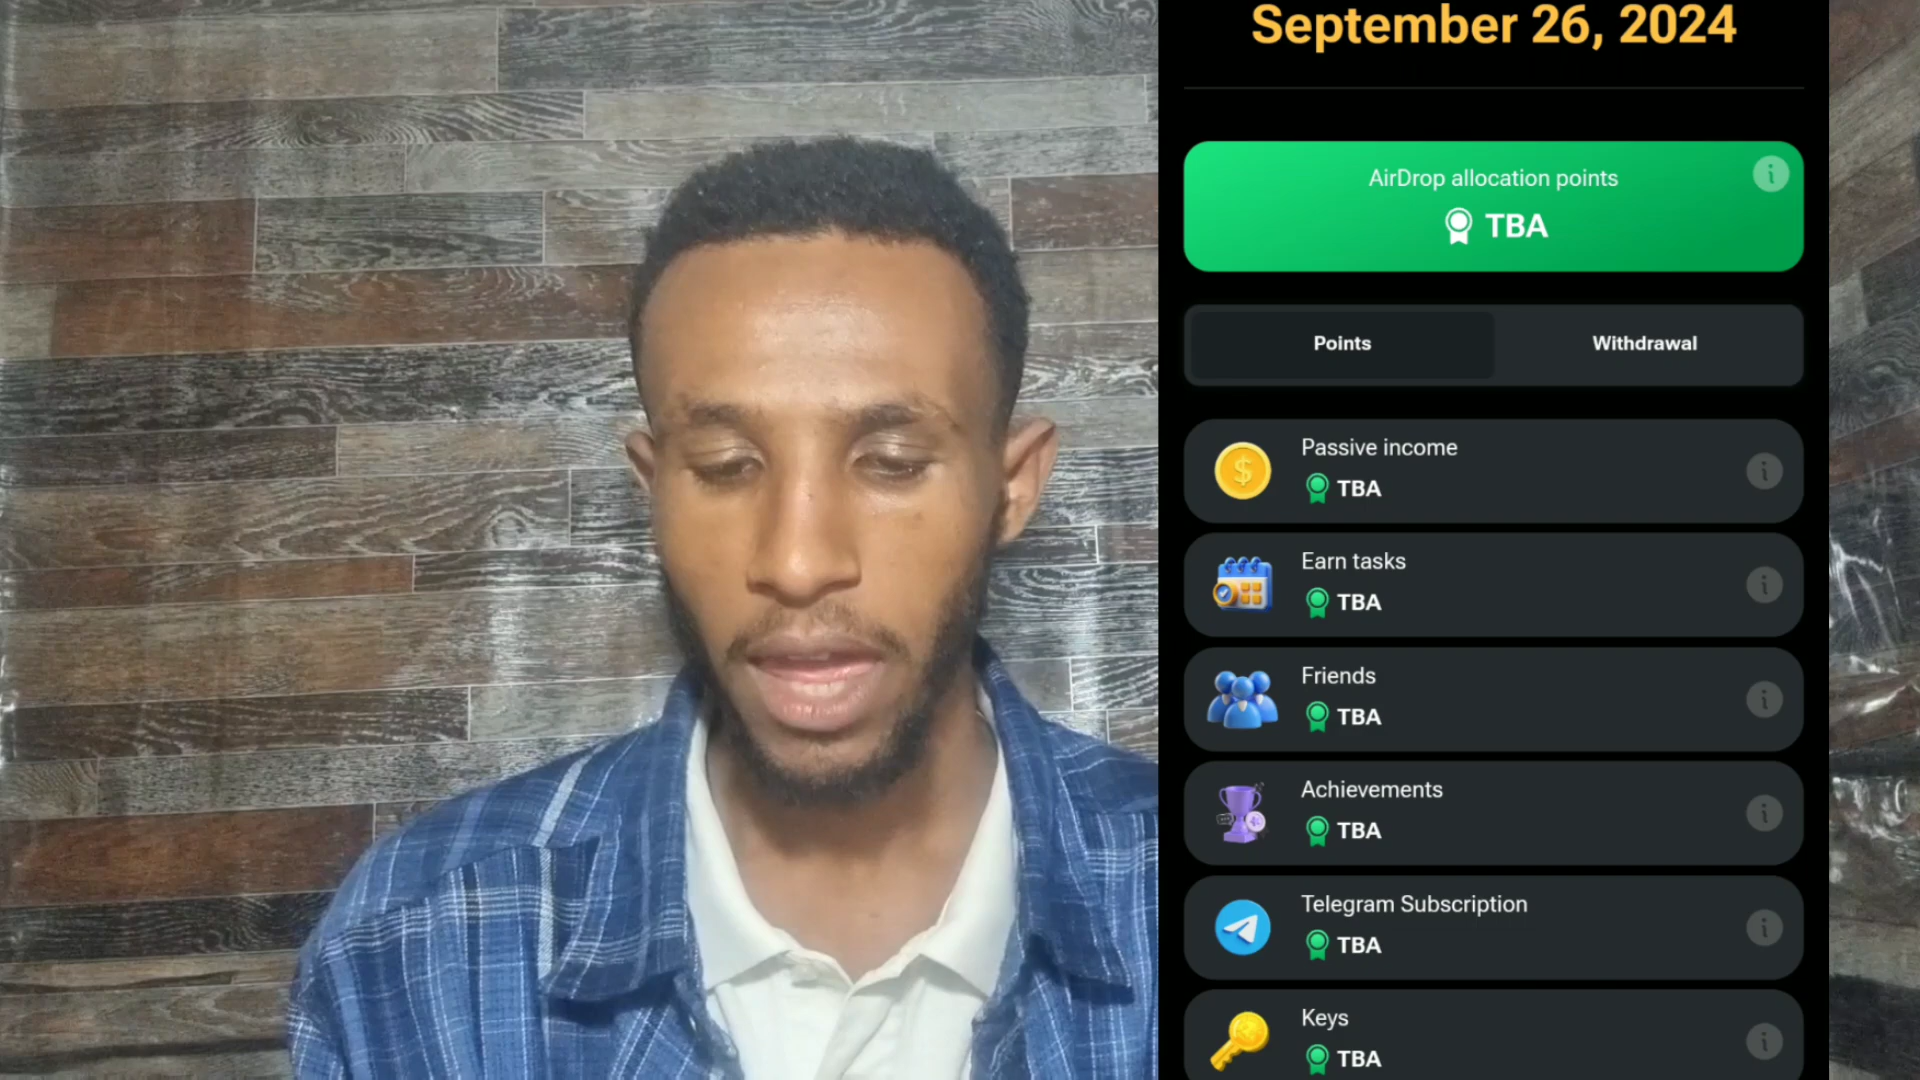 September 26, 2024
AirDrop allocation points
TBA
Points
Withdrawal
Passive income
TBA
Earn tasks
TBA
Friends
TBA
Achievements
TBA
Telegram Subscription
TBA
Keys
TBA